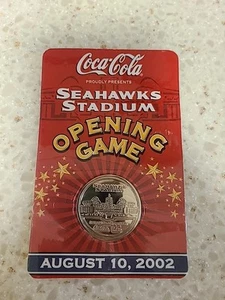 Coca-Cola
PROUDLY PRESENTS
SEAHAWKS
STADIUM
OPENING
GAME
AUGUST 10, 2002